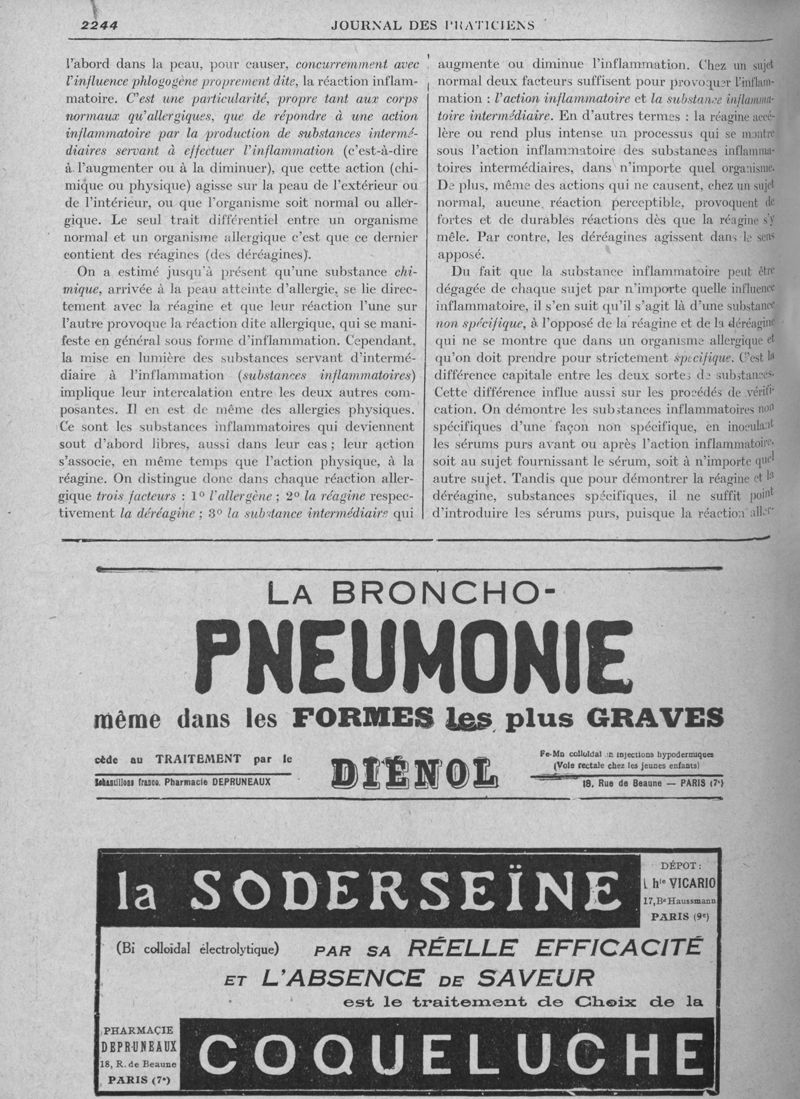 2244
JOURNAL DES PRATICIENS
l'abord dans la peau, pour causer, concurremment avec
l'influence phlogogène proprement dite, la réaction inflam-
matoire. C'est une particularité, propre tant aux corps
normaux qu'allergiques, que de répondre à une action
inflammatoire par la production de substances intermé-
diaires servant à effectuer l'inflammation (c'est-à-dire
à l'augmenter ou à la diminuer), que cette action (chi-
mique ou physique) agisse sur la peau de l'extérieur ou
de l'intérieur, ou que l'organisme soit normal ou aller-
gique. Le seul trait différentiel entre un organisme
normal et un organisme allergique c'est que ce dernier
contient des réagines (des déréagines).
On a estimé jusqu'à présent qu'une substance chi-
mique, arrivée à la peau atteinte d'allergie, se lie direc-
tement avec la réagine et que leur réaction l'une sur
l'autre provoque la réaction dite allergique, qui se mani-
feste en général sous forme d'inflammation. Cependant,
la mise en lumière des substances servant d'intermé-
diaire à l'inflammation (substances inflammatoires)
implique leur intercalation entre les deux autres com-
posantes. Il en est de même des allergies physiques.
Ce sont les substances inflammatoires qui deviennent
sout d'abord libres, aussi dans leur cas ; leur action
s'associe, en même temps que l'action physique, à la
réagine. On distingue donc dans chaque réaction aller-
gique trois facteurs : 1º l'allergène ; 2º la réagine respec-
tivement la déréagine ; 3º la substance intermédiaire qui
augmente ou diminue l'inflammation. Chez un sujet
normal deux facteurs suffisent pour provoquer l'inflam-
mation : l'action inflammatoire et la substance inflamma-
toire intermédiaire. En d'autres termes : la réagine accé-
lère ou rend plus intense un processus qui se montre
sous l'action inflammatoire des substances inflamma-
toires intermédiaires, dans n'importe quel organisme.
De plus, même des actions qui ne causent, chez un sujet
normal, aucune réaction perceptible, provoquent de
fortes et de durables réactions dès que la réagine s'y
mêle. Par contre, les déréagines agissent dans le sens
apposé.
Du fait que la substance inflammatoire peut être
dégagée de chaque sujet par n'importe quelle influence
inflammatoire, il s'en suit qu'il s'agit là d'une substance
non spécifique, à l'opposé de la réagine et de la déréagine
qui ne se montre que dans un organisme allergique et
qu'on doit prendre pour strictement spécifique. C'est la
différence capitale entre les deux sortes de substances.
Cette différence influe aussi sur les procédés de vérifi-
cation. On démontre les substances inflammatoires non
spécifiques d'une façon non spécifique, en inoculant
les sérums purs avant ou après l'action inflammatoire,
soit au sujet fournissant le sérum, soit à n'importe quel
autre sujet. Tandis que pour démontrer la réagine et la
déréagine, substances spécifiques, il ne suffit point
d'introduire les sérums purs, puisque la réaction aller-
LA BRONCHO-
PNEUMONIE
même dans les FORMES les plus GRAVES
cède au TRAITEMENT par le
Echantillons franco. Pharmacie DEPRUNEAUX
DIÉNOL
Fe-Mn colloïdal en injections hypodermiques
(Voie rectale chez les jeunes enfants)
18, Rue de Beaune — PARIS (7e)
la SODERSEÏNE
DÉPOT :
hie VICARIO
17, Bd Haussmann
PARIS (9e)
(Bi colloïdal électrolytique) PAR SA RÉELLE EFFICACITÉ
ET L'ABSENCE DE SAVEUR
est le traitement de Choix de la
PHARMACIE
DEPRUNEAUX
18, R. de Beaune
PARIS (7e)
COQUELUCHE